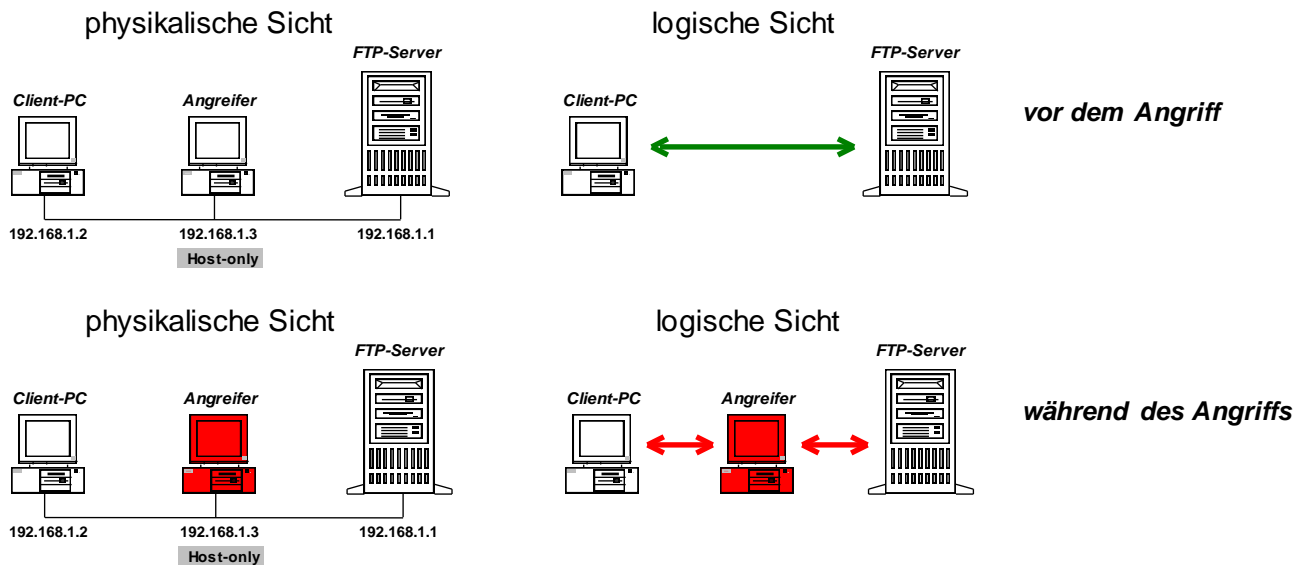 physikalische Sicht
logische Sicht
FTP-Server
FTP-Server
Client-PC
Angreifer
Client-PC
vor dem Angriff
192.168.1.2
192.168.1.3
192.168.1.1
Host-only
physikalische Sicht
logische Sicht
FTP-Server
FTP-Server
Client-PC
Angreifer
Client-PC
Angreifer
während des Angriffs
192.168.1.2
192.168.1.3
192.168.1.1
Host-only